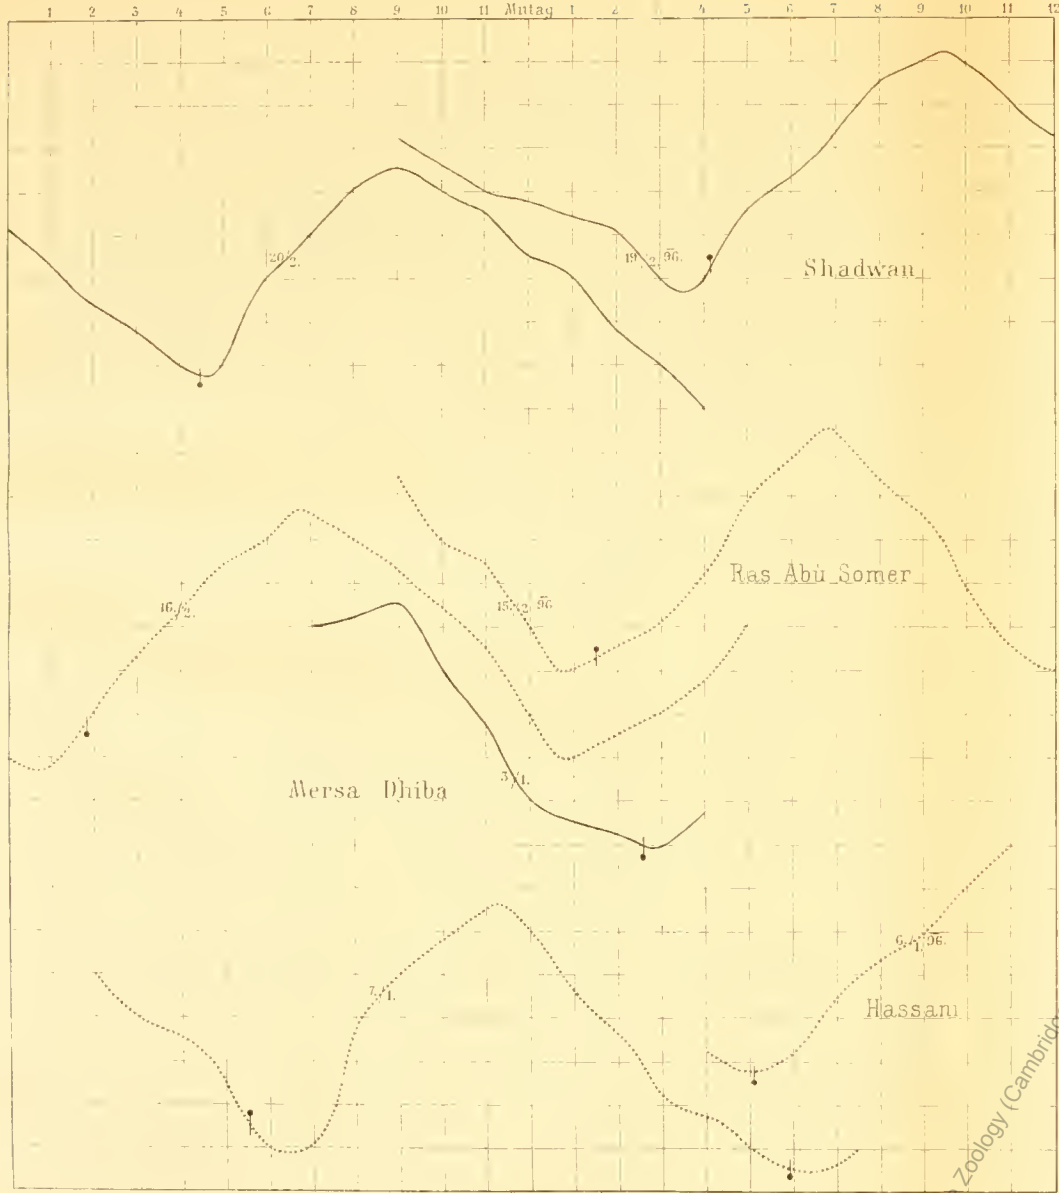 1 2 3 4 5 6 7 8 9 10 11 Mittag 1 2 3 4 5 6 7 8 9 10 11 12
20/2.
19./2. 96.
Shadwan
Ras Abu Somer
16./2.
15./2. 96
3/1.
Mersa Dhiba
6./1. 96.
7./1.
Hassani
Zoology (Cambridge